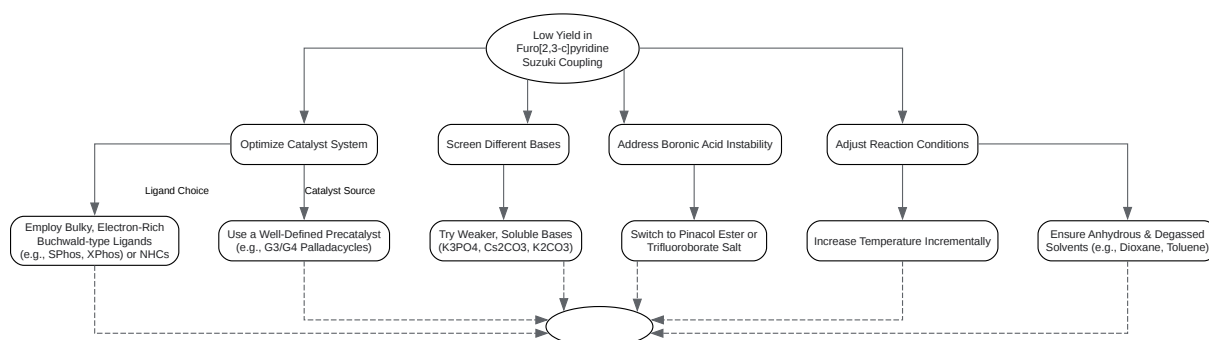 Low Yield in
Furo[2,3-c]pyridine
Suzuki Coupling
Optimize Catalyst System
Screen Different Bases
Address Boronic Acid Instability
Adjust Reaction Conditions
Ligand Choice
Catalyst Source
Employ Bulky, Electron-Rich
Buchwald-type Ligands
(e.g., SPhos, XPhos) or NHCs
Use a Well-Defined Precatalyst
(e.g., G3/G4 Palladacycles)
Try Weaker, Soluble Bases
(K3PO4, Cs2CO3, K2CO3)
Switch to Pinacol Ester or
Trifluoroborate Salt
Increase Temperature Incrementally
Ensure Anhydrous & Degassed
Solvents (e.g., Dioxane, Toluene)